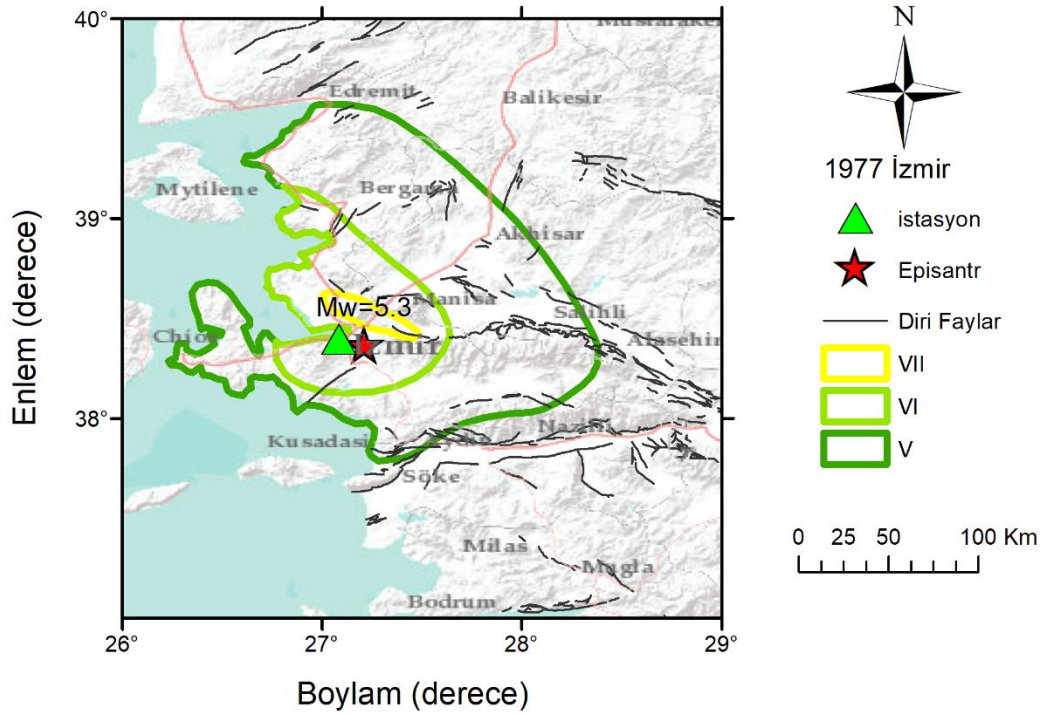 40°
39°
38°
26°
27°
28°
29°
Enlem (derece)
Boylam (derece)
Edremit
Balikesir
Mytilene
Bergama
Akhisar
Mw=5.3
Manisa
Salihli
Chios
Izmir
Alasehir
Kusadasi
Aydin
Nazilli
Söke
Milas
Mugla
Bodrum
N
1977 İzmir
istasyon
Episantr
Diri Faylar
VII
VI
V
0 25 50 100 Km